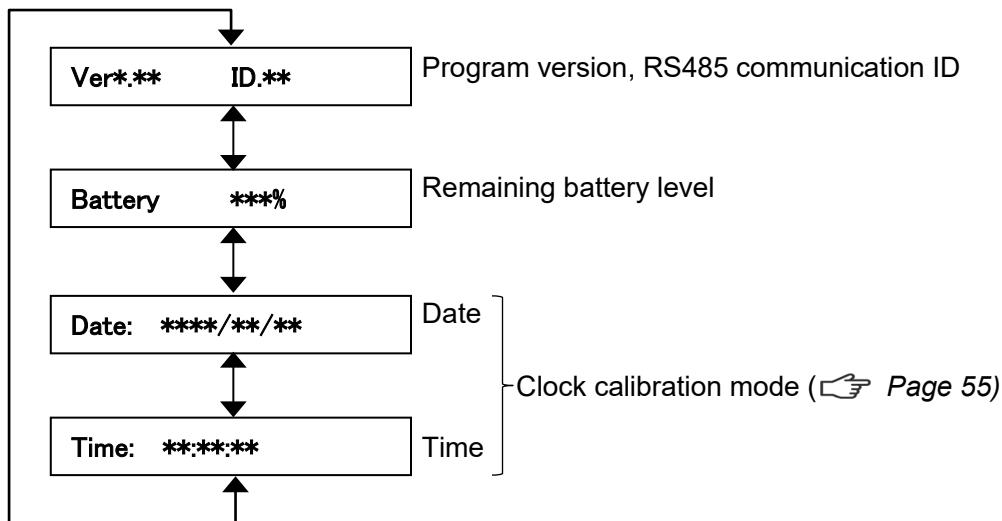 Ver*.** ID.** Program version, RS485 communication ID
Battery ***% Remaining battery level
Date: ****/**/** Date
Clock calibration mode (☞ Page 55)
Time: **:**:** Time